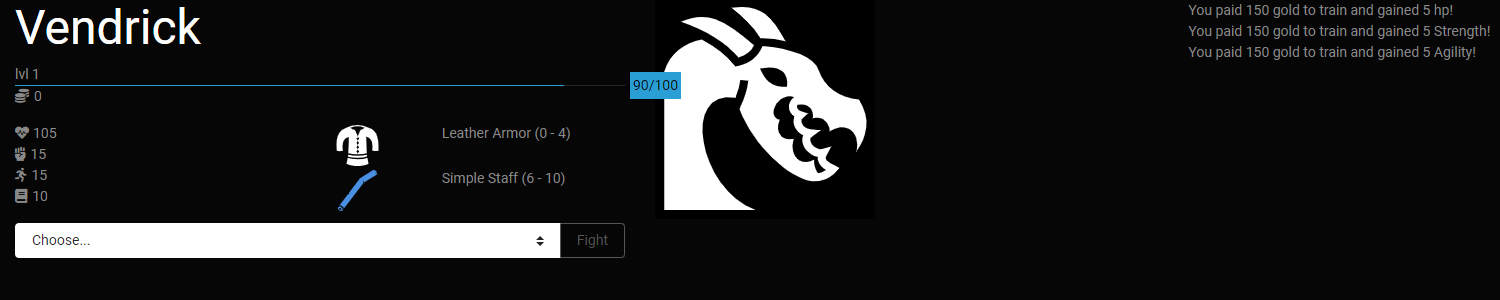 Vendrick
lvl 1
0
90/100
105
15
15
10
Leather Armor (0 - 4)
Simple Staff (6 - 10)
Choose...
Fight
You paid 150 gold to train and gained 5 hp!
You paid 150 gold to train and gained 5 Strength!
You paid 150 gold to train and gained 5 Agility!